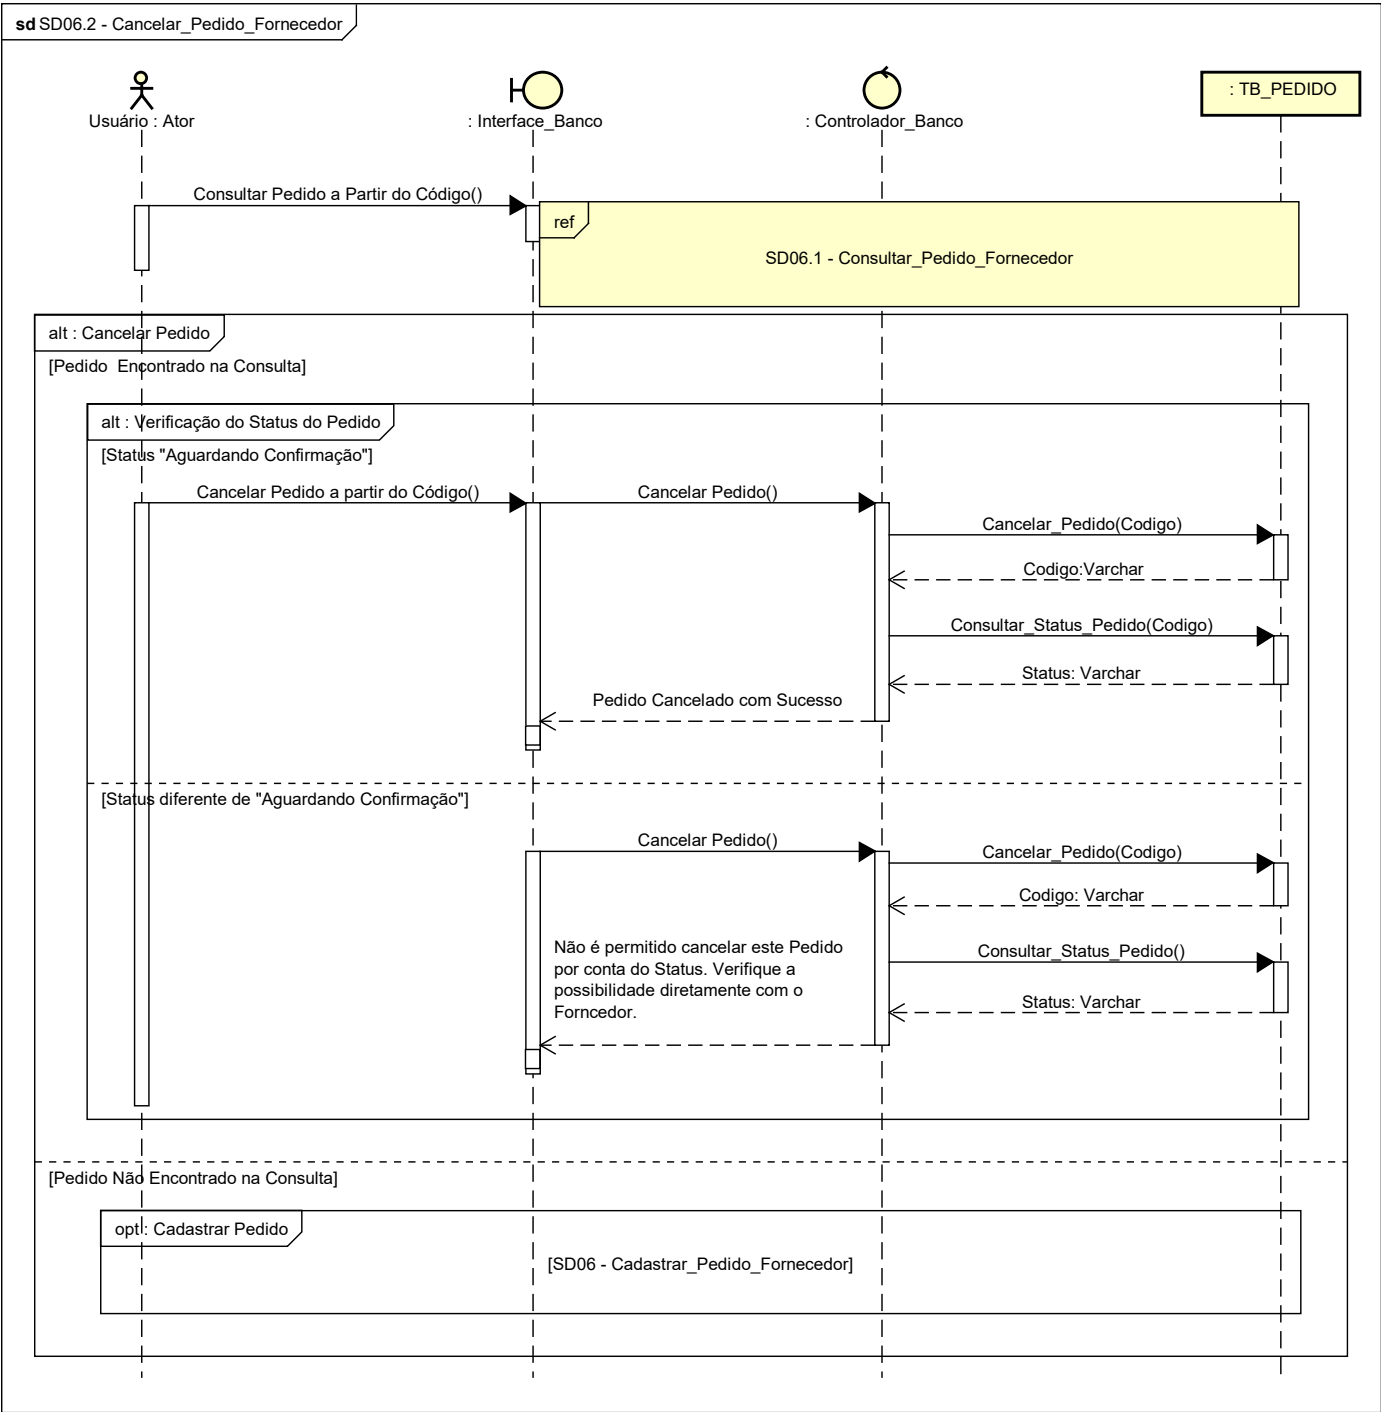 sd SD06.2 - Cancelar_Pedido_Fornecedor
Usuário : Ator
: Interface_Banco
: Controlador_Banco
: TB_PEDIDO
Consultar Pedido a Partir do Código()
ref
SD06.1 - Consultar_Pedido_Fornecedor
alt : Cancelar Pedido
[Pedido  Encontrado na Consulta]
alt : Verificação do Status do Pedido
[Status "Aguardando Confirmação"]
Cancelar Pedido a partir do Código()
Cancelar Pedido()
Cancelar_Pedido(Codigo)
Codigo:Varchar
Consultar_Status_Pedido(Codigo)
Status: Varchar
Pedido Cancelado com Sucesso
[Status diferente de "Aguardando Confirmação"]
Cancelar Pedido()
Cancelar_Pedido(Codigo)
Codigo: Varchar
Não é permitido cancelar este Pedido
por conta do Status. Verifique a
possibilidade diretamente com o
Forncedor.
Consultar_Status_Pedido()
Status: Varchar
[Pedido Não Encontrado na Consulta]
opt : Cadastrar Pedido
[SD06 - Cadastrar_Pedido_Fornecedor]